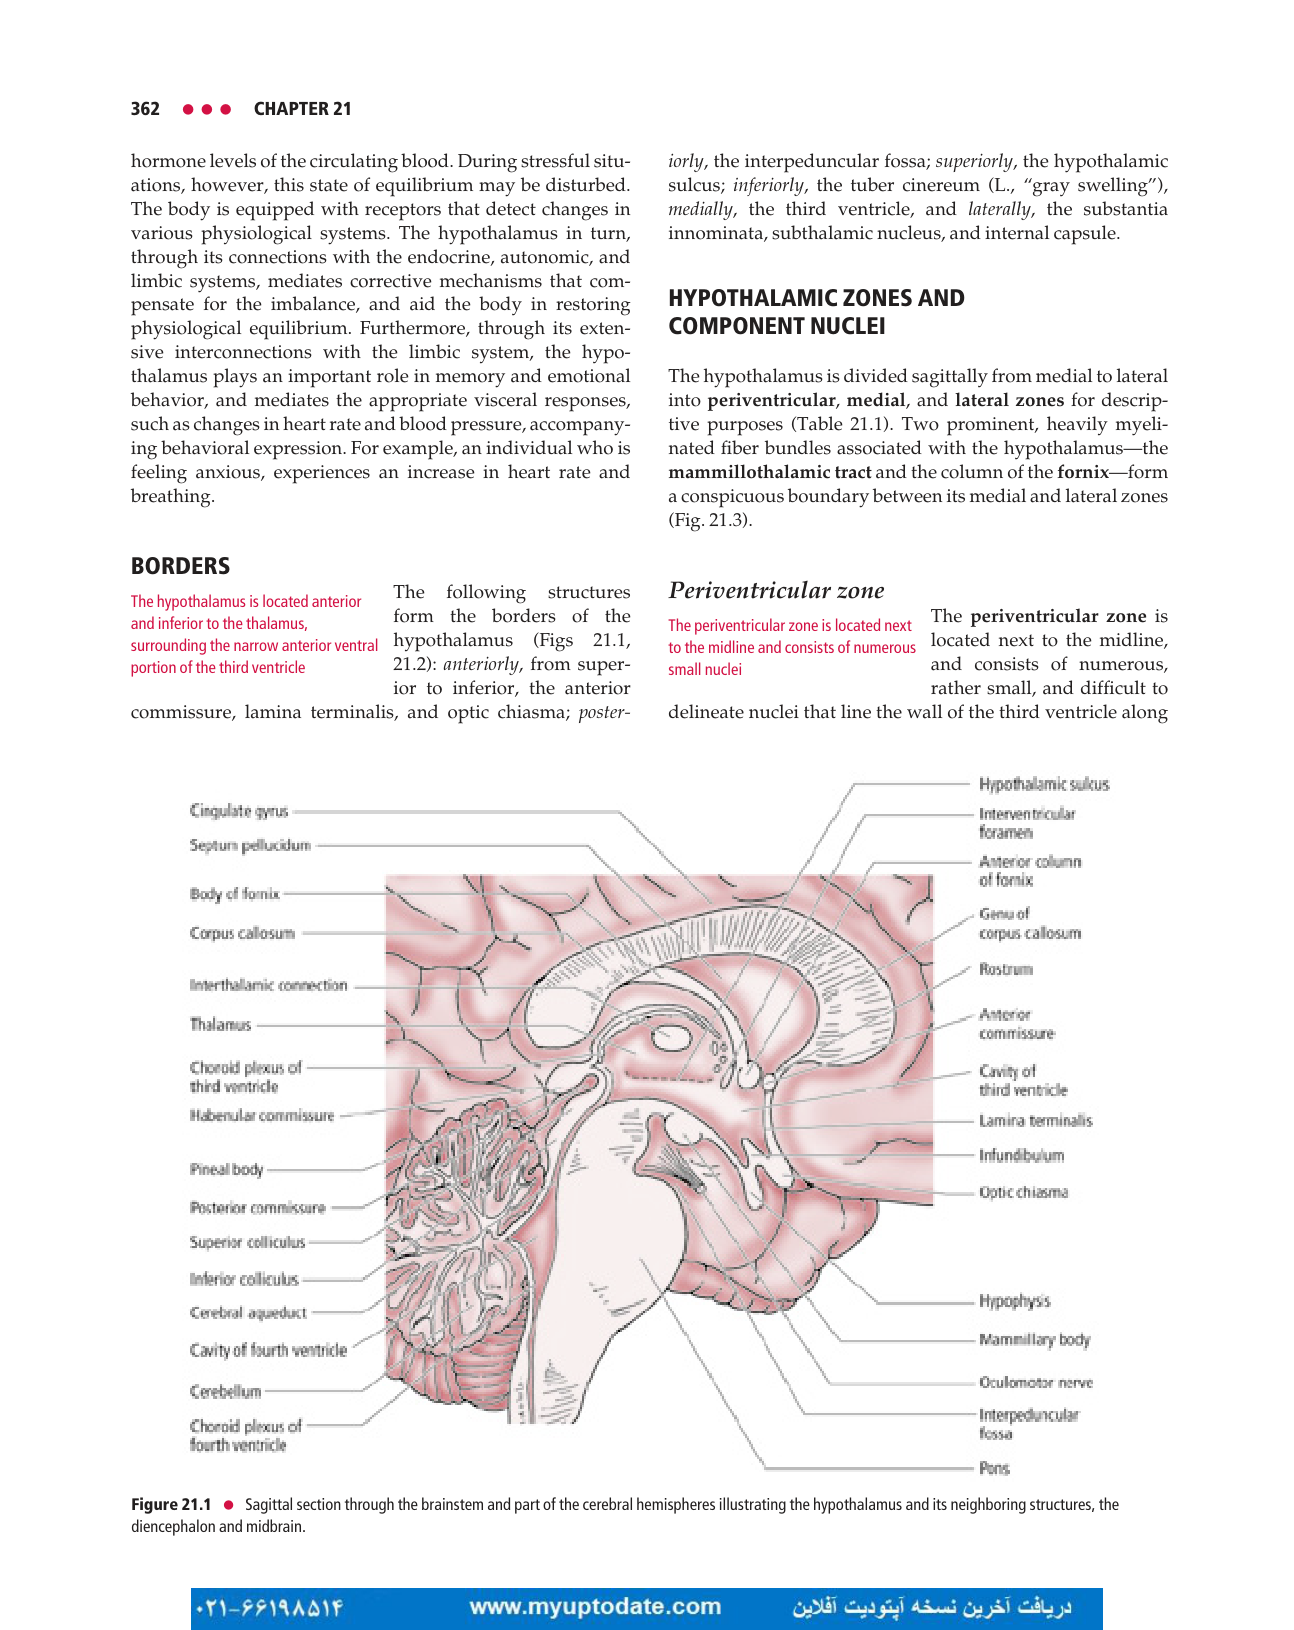 362 ● ● ● CHAPTER 21
hormone levels of the circulating blood. During stressful situ-
ations, however, this state of equilibrium may be disturbed.
The body is equipped with receptors that detect changes in
various physiological systems. The hypothalamus in turn,
through its connections with the endocrine, autonomic, and
limbic systems, mediates corrective mechanisms that com-
pensate for the imbalance, and aid the body in restoring
physiological equilibrium. Furthermore, through its exten-
sive interconnections with the limbic system, the hypo-
thalamus plays an important role in memory and emotional
behavior, and mediates the appropriate visceral responses,
such as changes in heart rate and blood pressure, accompany-
ing behavioral expression. For example, an individual who is
feeling anxious, experiences an increase in heart rate and
breathing.
BORDERS
The hypothalamus is located anterior
and inferior to the thalamus,
surrounding the narrow anterior ventral
portion of the third ventricle
The following structures
form the borders of the
hypothalamus (Figs 21.1,
21.2): anteriorly, from super-
ior to inferior, the anterior
commissure, lamina terminalis, and optic chiasma; poster-
iorly, the interpeduncular fossa; superiorly, the hypothalamic
sulcus; inferiorly, the tuber cinereum (L., “gray swelling”),
medially, the third ventricle, and laterally, the substantia
innominata, subthalamic nucleus, and internal capsule.
HYPOTHALAMIC ZONES AND
COMPONENT NUCLEI
The hypothalamus is divided sagittally from medial to lateral
into periventricular, medial, and lateral zones for descrip-
tive purposes (Table 21.1). Two prominent, heavily myeli-
nated fiber bundles associated with the hypothalamus—the
mammillothalamic tract and the column of the fornix—form
a conspicuous boundary between its medial and lateral zones
(Fig. 21.3).
Periventricular zone
The periventricular zone is located next
to the midline and consists of numerous
small nuclei
The periventricular zone is
located next to the midline,
and consists of numerous,
rather small, and difficult to
delineate nuclei that line the wall of the third ventricle along
Cingulate gyrus
Septum pellucidum
Body of fornix
Corpus callosum
Interthalamic connection
Thalamus
Choroid plexus of
third ventricle
Habenular commissure
Pineal body
Posterior commissure
Superior colliculus
Inferior colliculus
Cerebral aqueduct
Cavity of fourth ventricle
Cerebellum
Choroid plexus of
fourth ventricle
Hypothalamic sulcus
Interventricular
foramen
Anterior column
of fornix
Genu of
corpus callosum
Rostrum
Anterior
commissure
Cavity of
third ventricle
Lamina terminalis
Infundibulum
Optic chiasma
Hypophysis
Mammillary body
Oculomotor nerve
Interpeduncular
fossa
Pons
Figure 21.1 ● Sagittal section through the brainstem and part of the cerebral hemispheres illustrating the hypothalamus and its neighboring structures, the
diencephalon and midbrain.
۰۲۱-۶۶۱۹۸۵۱۴ www.myuptodate.com دریافت آخرین نسخه آپتودیت آفلاین